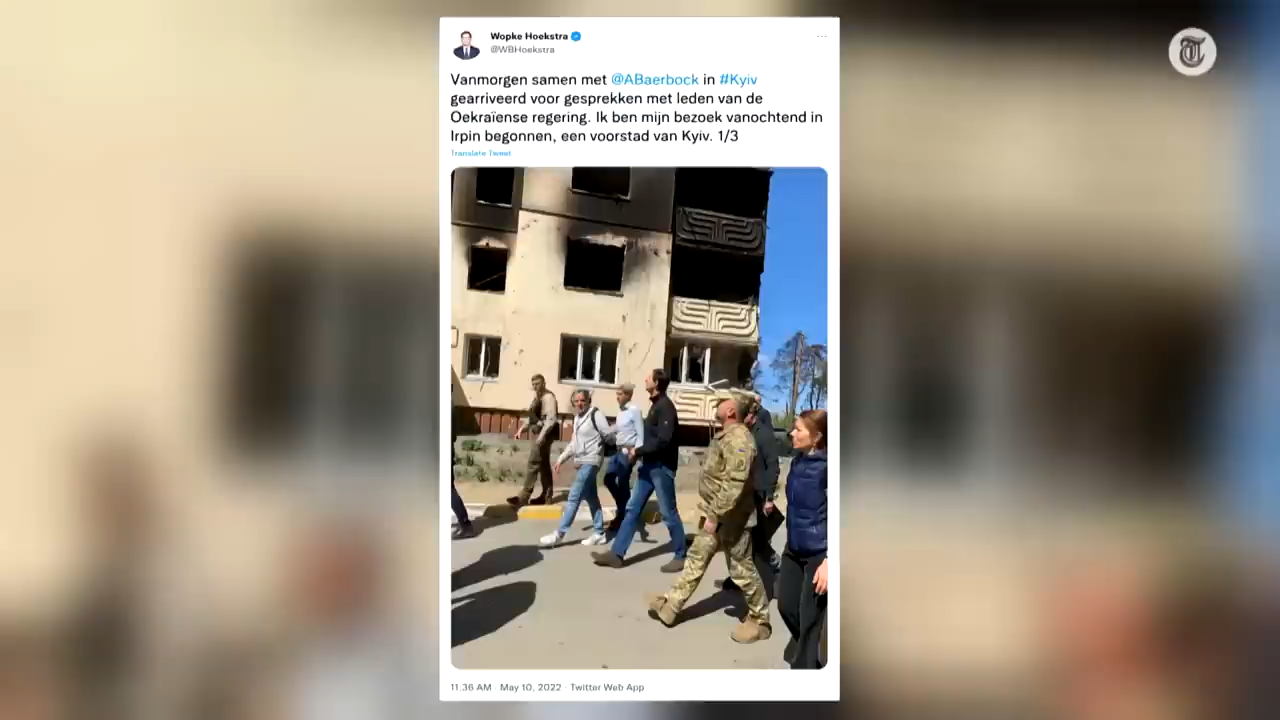 Wopke Hoekstra
@WBHoekstra
Vanmorgen samen met @ABaerbock in #Kyiv
gearriveerd voor gesprekken met leden van de
Oekraïense regering. Ik ben mijn bezoek vanochtend in
Irpin begonnen, een voorstad van Kyiv. 1/3
Translate Tweet
11:36 AM · May 10, 2022 · Twitter Web App
T